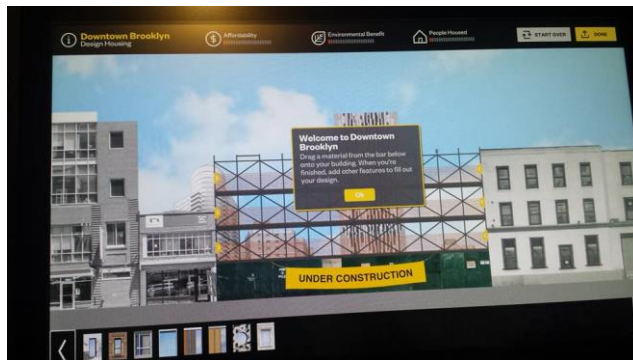 Downtown Brooklyn
Design Housing
Affordability
Environmental Benefit
People Housed
START OVER
DONE
Welcome to Downtown
Brooklyn
Drag a material from the bar below
onto your building. When you're
finished, add other features to fill out
your design.
Ok
UNDER CONSTRUCTION